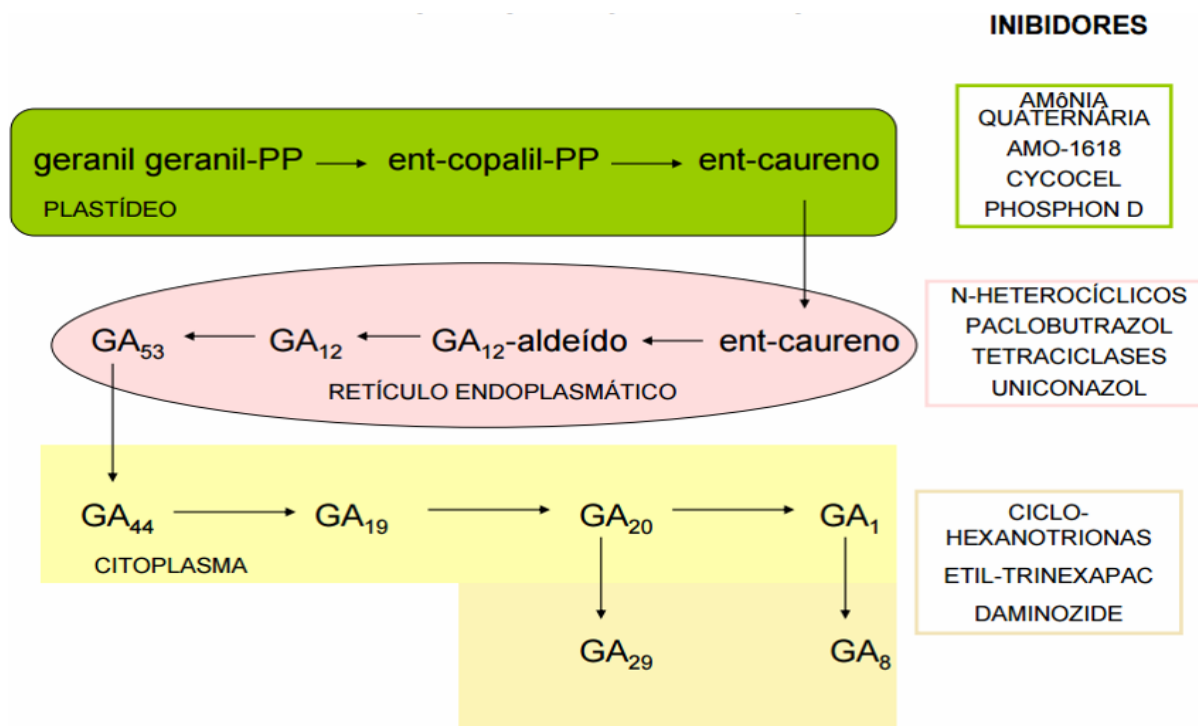 INIBIDORES
AMôNIA
QUATERNÁRIA
AMO-1618
CYCOCEL
PHOSPHON D
geranil geranil-PP → ent-copalil-PP → ent-caureno
PLASTÍDEO
N-HETEROCÍCLICOS
PACLOBUTRAZOL
TETRACICLASES
UNICONAZOL
GA53 ← GA12 ← GA12-aldeído ← ent-caureno
RETÍCULO ENDOPLASMÁTICO
GA44 → GA19 → GA20 → GA1
CITOPLASMA
GA29 GA8
CICLO-
HEXANOTRIONAS
ETIL-TRINEXAPAC
DAMINOZIDE